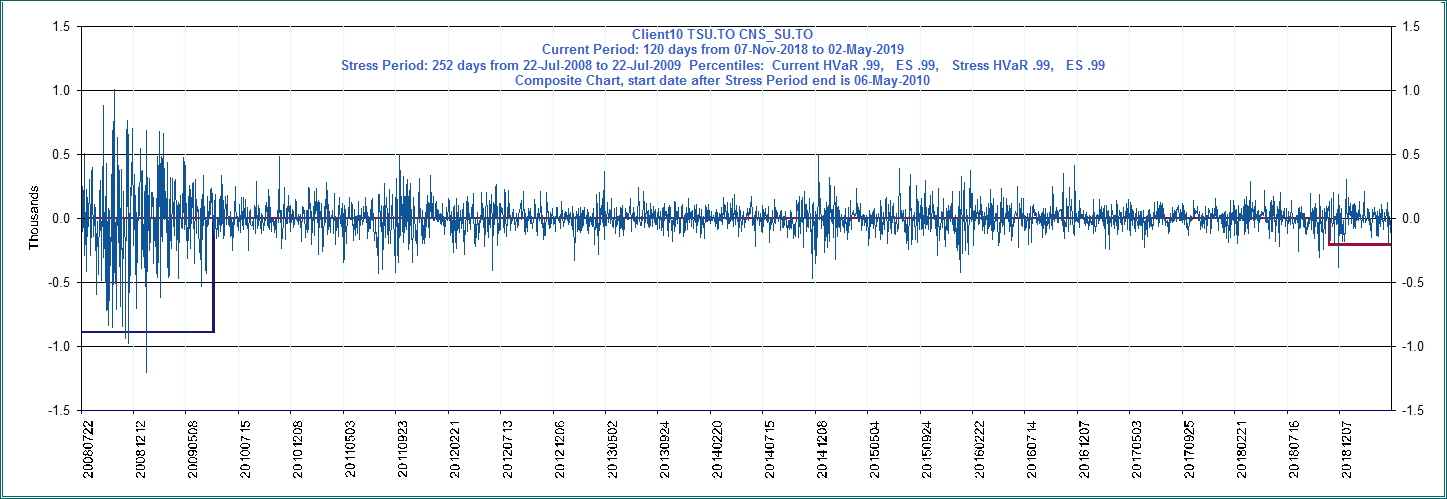 Client10 TSU.TO CNS_SU.TO
Current Period: 120 days from 07-Nov-2018 to 02-May-2019
Stress Period: 252 days from 22-Jul-2008 to 22-Jul-2009 Percentiles: Current HVaR .99, ES .99, Stress HVaR .99, ES .99
Composite Chart, start date after Stress Period end is 06-May-2010
1.5 1.5
1.0 1.0
0.5 0.5
0.0 0.0
-0.5 -0.5
-1.0 -1.0
-1.5 -1.5
Thousands
20080722 20081212 20090508 20100715 20101208 20110503 20110923 20120221 20120713 20121206 20130502 20130924 20140220 20140715 20141208 20150504 20150924 20160222 20160714 20161207 20170503 20170925 20180221 20180716 20181207